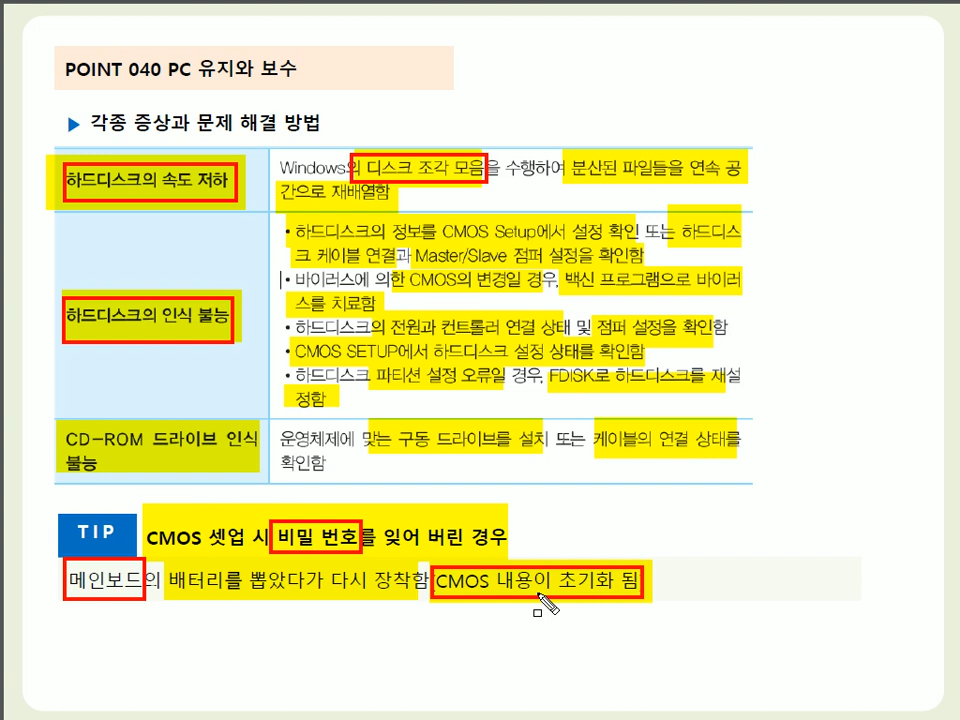 POINT 040 PC 유지와 보수
▶ 각종 증상과 문제 해결 방법
하드디스크의 속도 저하
Windows의 디스크 조각 모음을 수행하여 분산된 파일들을 연속 공
간으로 재배열함
하드디스크의 인식 불능
• 하드디스크의 정보를 CMOS Setup에서 설정 확인 또는 하드디스
크 케이블 연결과 Master/Slave 점퍼 설정을 확인함
• 바이러스에 의한 CMOS의 변경일 경우, 백신 프로그램으로 바이러
스를 치료함
• 하드디스크의 전원과 컨트롤러 연결 상태 및 점퍼 설정을 확인함
• CMOS SETUP에서 하드디스크 설정 상태를 확인함
• 하드디스크 파티션 설정 오류일 경우, FDISK로 하드디스크를 재설
정함
CD-ROM 드라이브 인식
불능
운영체제에 맞는 구동 드라이브를 설치 또는 케이블의 연결 상태를
확인함
TIP
CMOS 셋업 시 비밀 번호를 잊어 버린 경우
메인보드의 배터리를 뽑았다가 다시 장착함(CMOS 내용이 초기화 됨)